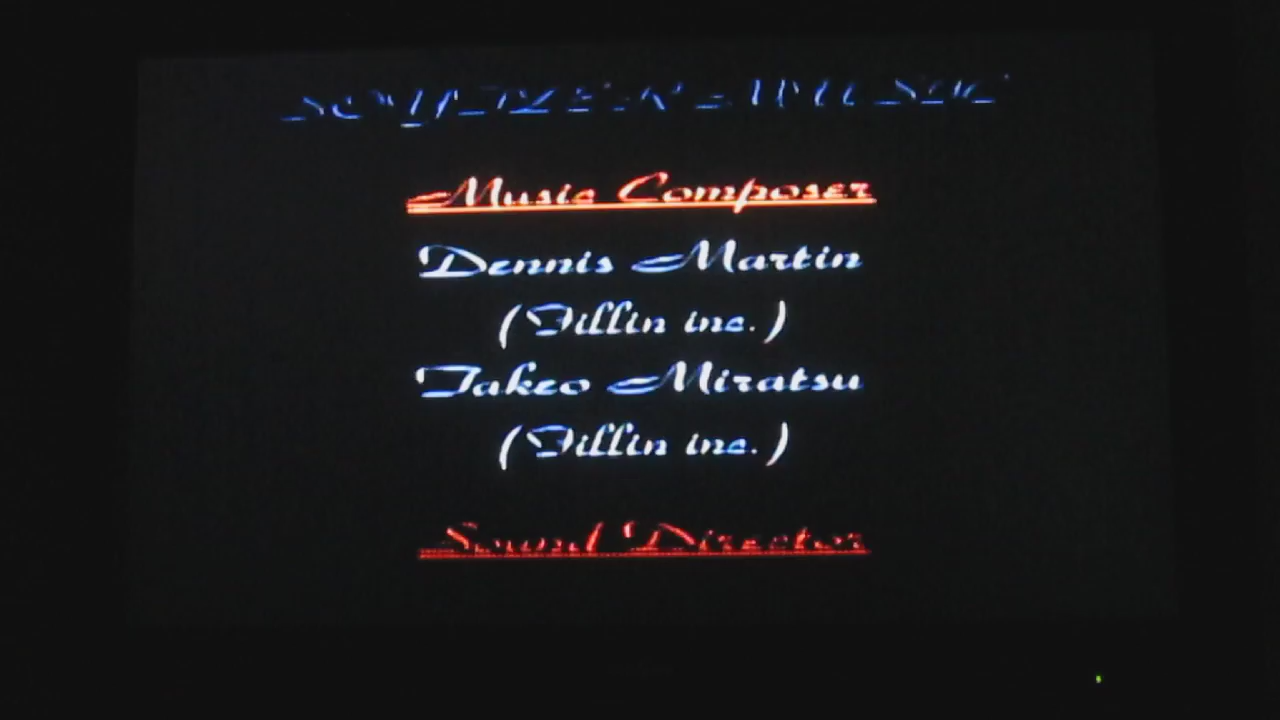 Music Composer
Dennis Martin
(Fillin inc.)
Takeo Miratsu
(Fillin inc.)
Sound Director